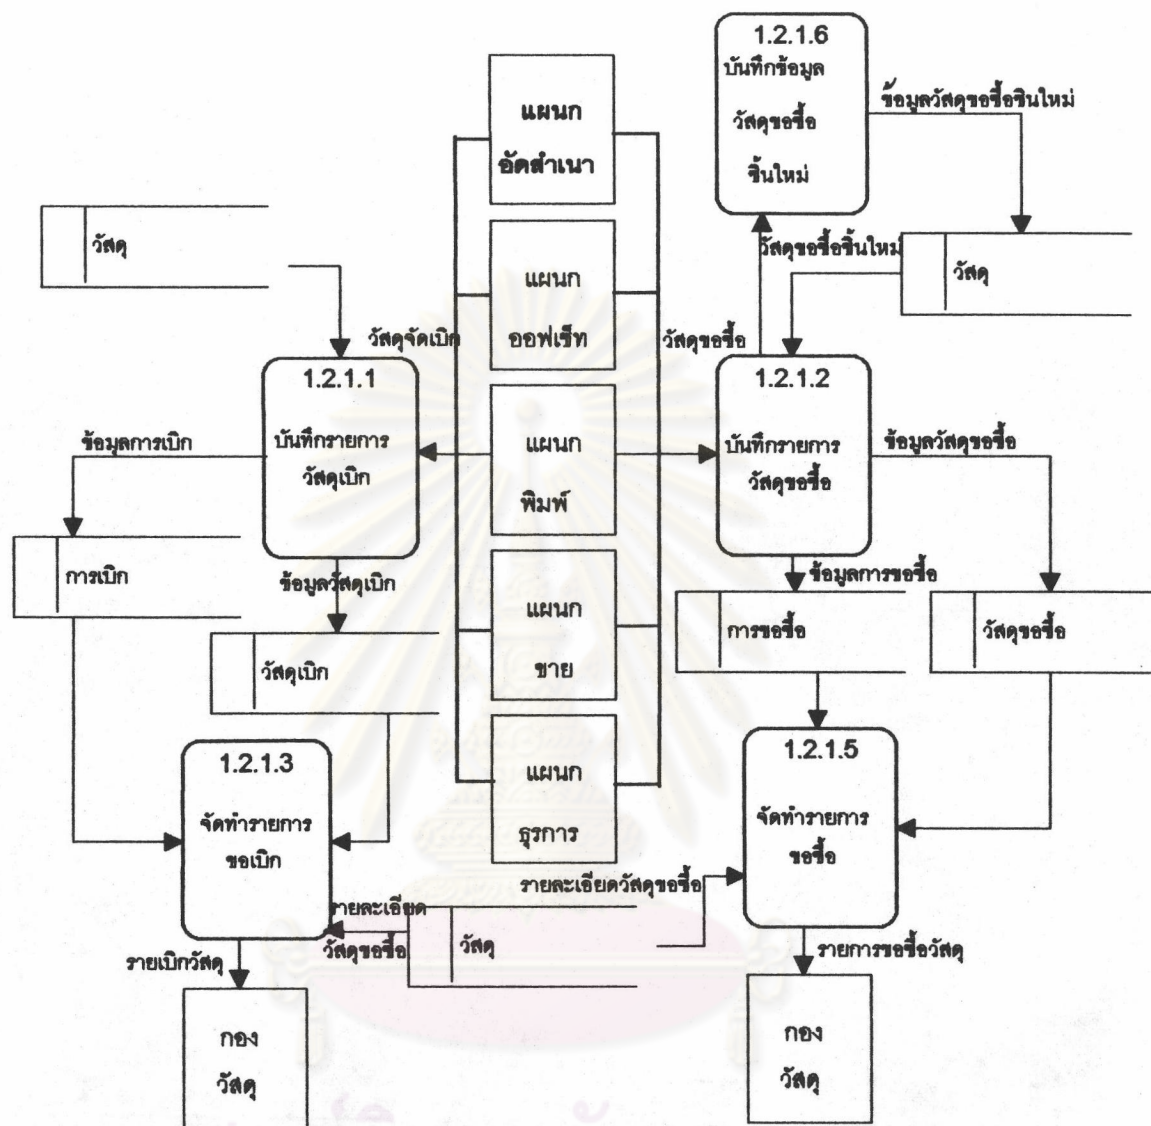 1.2.1.6
บันทึกข้อมูล
วัสดุขอซื้อ
ชิ้นใหม่
ข้อมูลวัสดุขอซื้อชิ้นใหม่
แผนก
อัดสำเนา
วัสดุ
วัสดุขอซื้อชิ้นใหม่
วัสดุ
แผนก
ออฟเซ็ท
วัสดุจัดเบิก
วัสดุขอซื้อ
1.2.1.1
บันทึกรายการ
วัสดุเบิก
1.2.1.2
บันทึกรายการ
วัสดุขอซื้อ
ข้อมูลการเบิก
แผนก
พิมพ์
ข้อมูลวัสดุขอซื้อ
การเบิก
ข้อมูลวัสดุเบิก
ข้อมูลการขอซื้อ
แผนก
ขาย
การขอซื้อ
วัสดุขอซื้อ
วัสดุเบิก
1.2.1.3
จัดทำรายการ
ขอเบิก
แผนก
ธุรการ
1.2.1.5
จัดทำรายการ
ขอซื้อ
รายละเอียดวัสดุขอซื้อ
รายละเอียด
วัสดุขอซื้อ
วัสดุ
รายเบิกวัสดุ
รายการขอซื้อวัสดุ
กอง
วัสดุ
กอง
วัสดุ